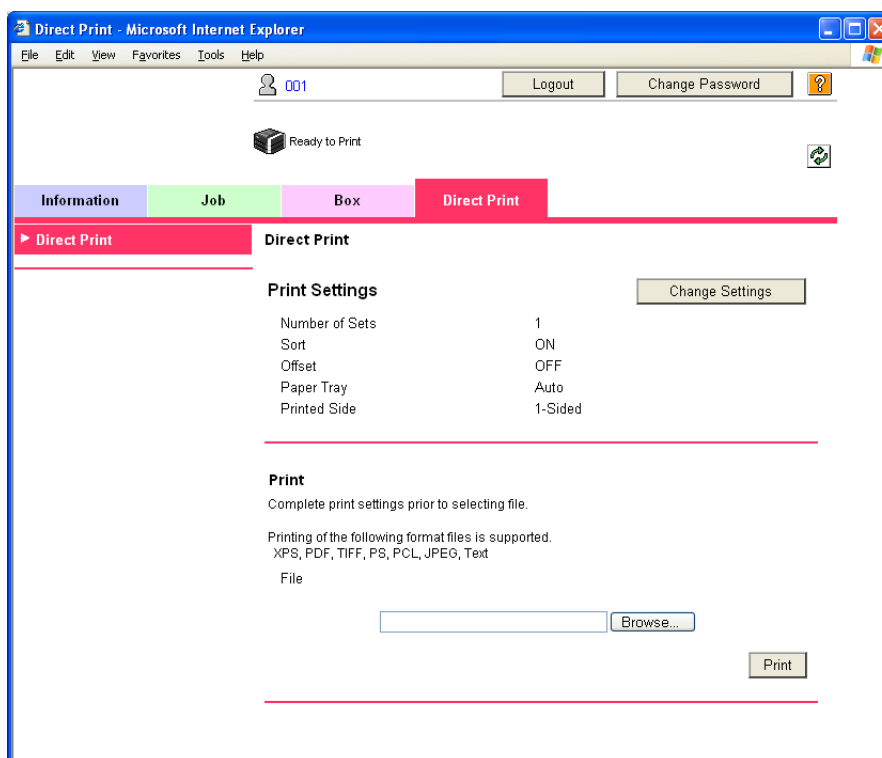 Direct Print - Microsoft Internet Explorer
File Edit View Favorites Tools Help
001 Logout Change Password ?
Ready to Print
Information Job Box Direct Print
Direct Print
Direct Print
Print Settings Change Settings
Number of Sets 1
Sort ON
Offset OFF
Paper Tray Auto
Printed Side 1-Sided
Print
Complete print settings prior to selecting file.
Printing of the following format files is supported.
XPS, PDF, TIFF, PS, PCL, JPEG, Text
File
Browse...
Print